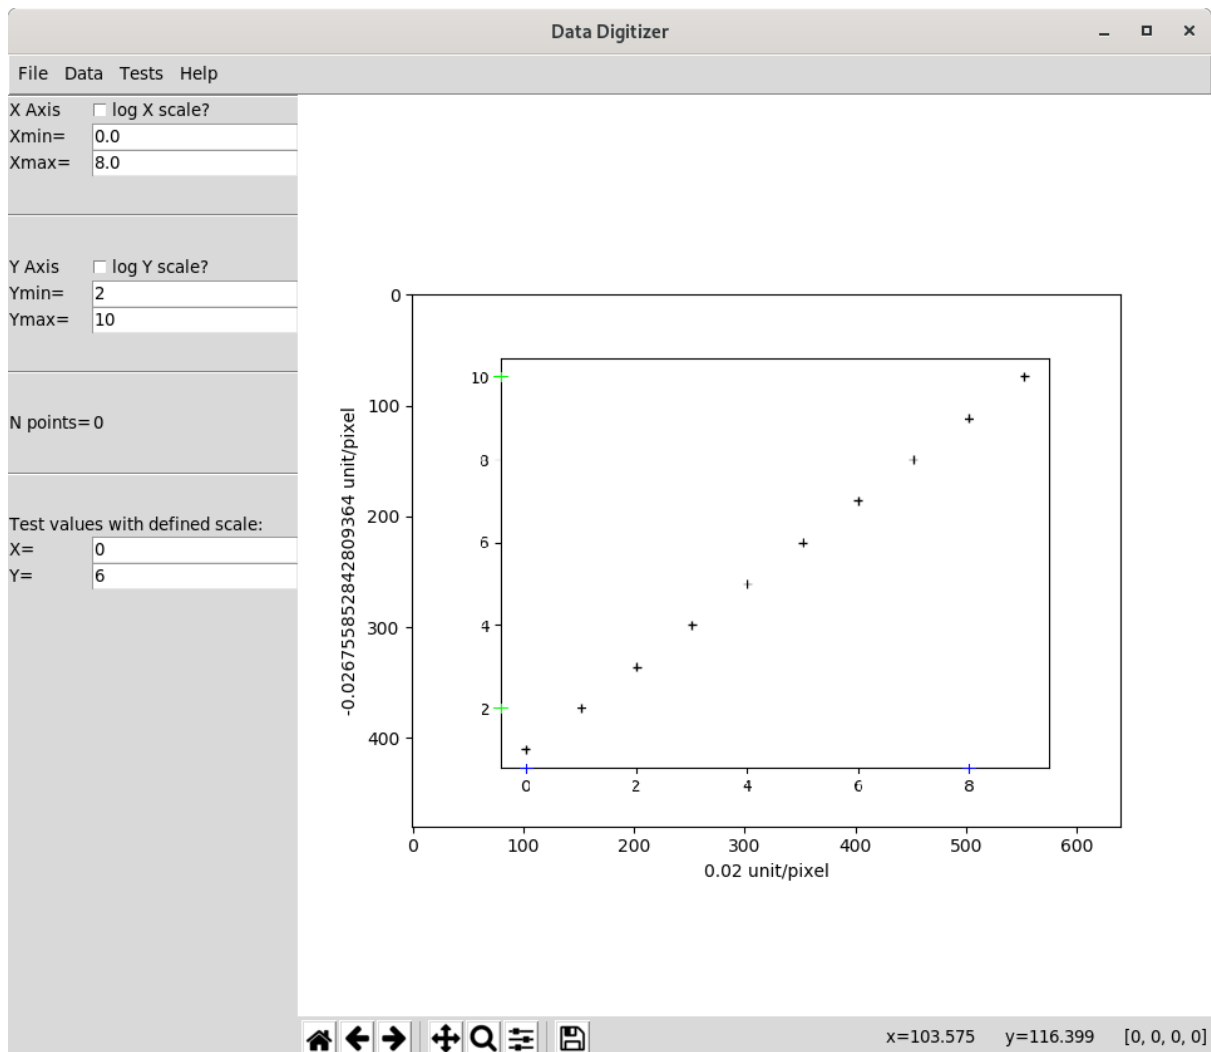 Data Digitizer
File Data Tests Help
X Axis log X scale?
Xmin= 0.0
Xmax= 8.0
Y Axis log Y scale?
Ymin= 2
Ymax= 10
N points= 0
Test values with defined scale:
X= 0
Y= 6
0
100
200
300
400
-0.0267558528428093​64 unit/pixel
10
8
6
4
2
0 2 4 6 8
0 100 200 300 400 500 600
0.02 unit/pixel
x=103.575 y=116.399 [0, 0, 0, 0]